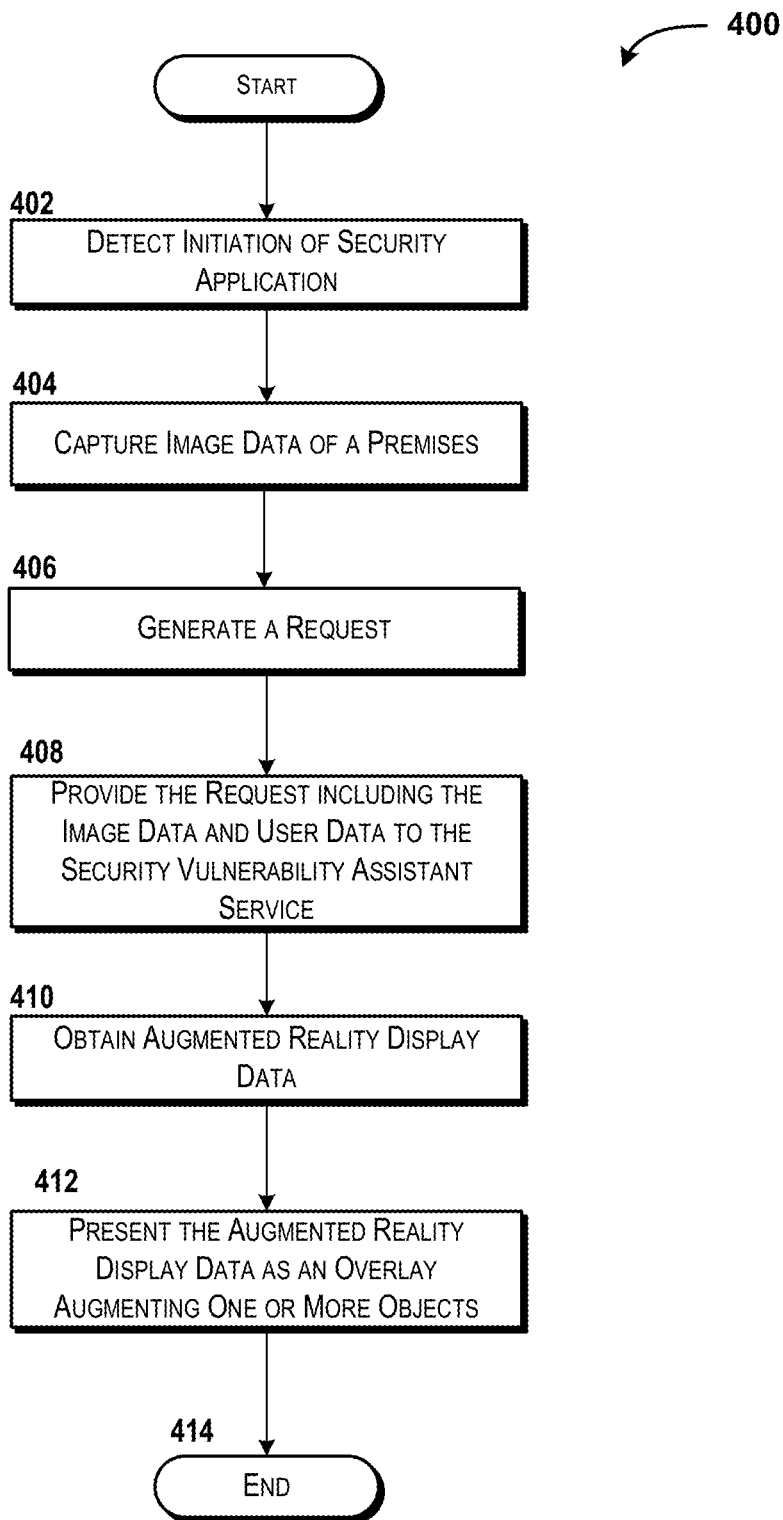 400
START
402
DETECT INITIATION OF SECURITY
APPLICATION
404
CAPTURE IMAGE DATA OF A PREMISES
406
GENERATE A REQUEST
408
PROVIDE THE REQUEST INCLUDING THE
IMAGE DATA AND USER DATA TO THE
SECURITY VULNERABILITY ASSISTANT
SERVICE
410
OBTAIN AUGMENTED REALITY DISPLAY
DATA
412
PRESENT THE AUGMENTED REALITY
DISPLAY DATA AS AN OVERLAY
AUGMENTING ONE OR MORE OBJECTS
414
END